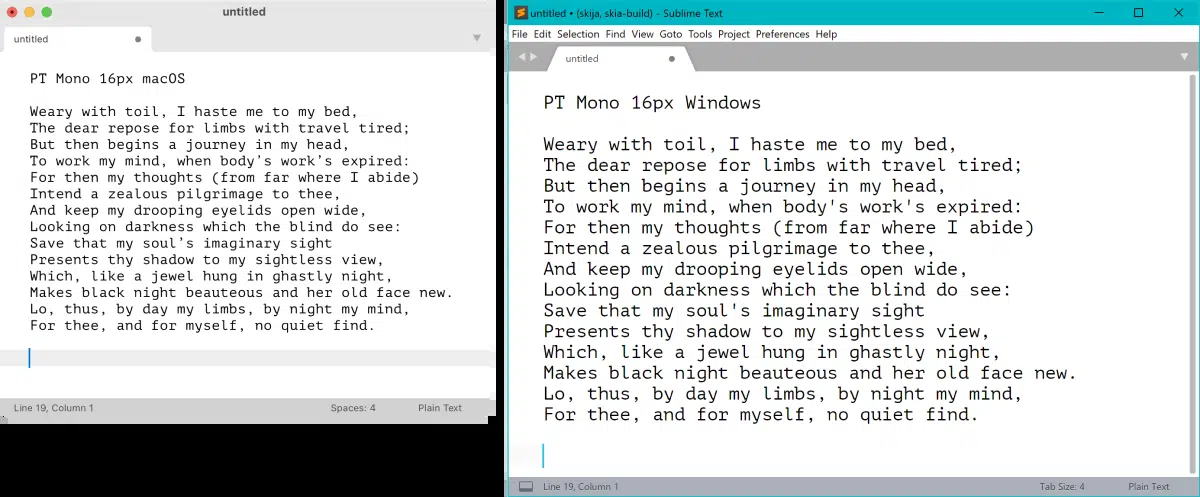 untitled
untitled
PT Mono 16px macOS
Weary with toil, I haste me to my bed,
The dear repose for limbs with travel tired;
But then begins a journey in my head,
To work my mind, when body’s work’s expired:
For then my thoughts (from far where I abide)
Intend a zealous pilgrimage to thee,
And keep my drooping eyelids open wide,
Looking on darkness which the blind do see:
Save that my soul’s imaginary sight
Presents thy shadow to my sightless view,
Which, like a jewel hung in ghastly night,
Makes black night beauteous and her old face new.
Lo, thus, by day my limbs, by night my mind,
For thee, and for myself, no quiet find.
Line 19, Column 1 Spaces: 4 Plain Text
untitled • (skija, skia-build) - Sublime Text
File Edit Selection Find View Goto Tools Project Preferences Help
untitled
PT Mono 16px Windows
Weary with toil, I haste me to my bed,
The dear repose for limbs with travel tired;
But then begins a journey in my head,
To work my mind, when body's work's expired:
For then my thoughts (from far where I abide)
Intend a zealous pilgrimage to thee,
And keep my drooping eyelids open wide,
Looking on darkness which the blind do see:
Save that my soul's imaginary sight
Presents thy shadow to my sightless view,
Which, like a jewel hung in ghastly night,
Makes black night beauteous and her old face new.
Lo, thus, by day my limbs, by night my mind,
For thee, and for myself, no quiet find.
Line 19, Column 1 Tab Size: 4 Plain Text